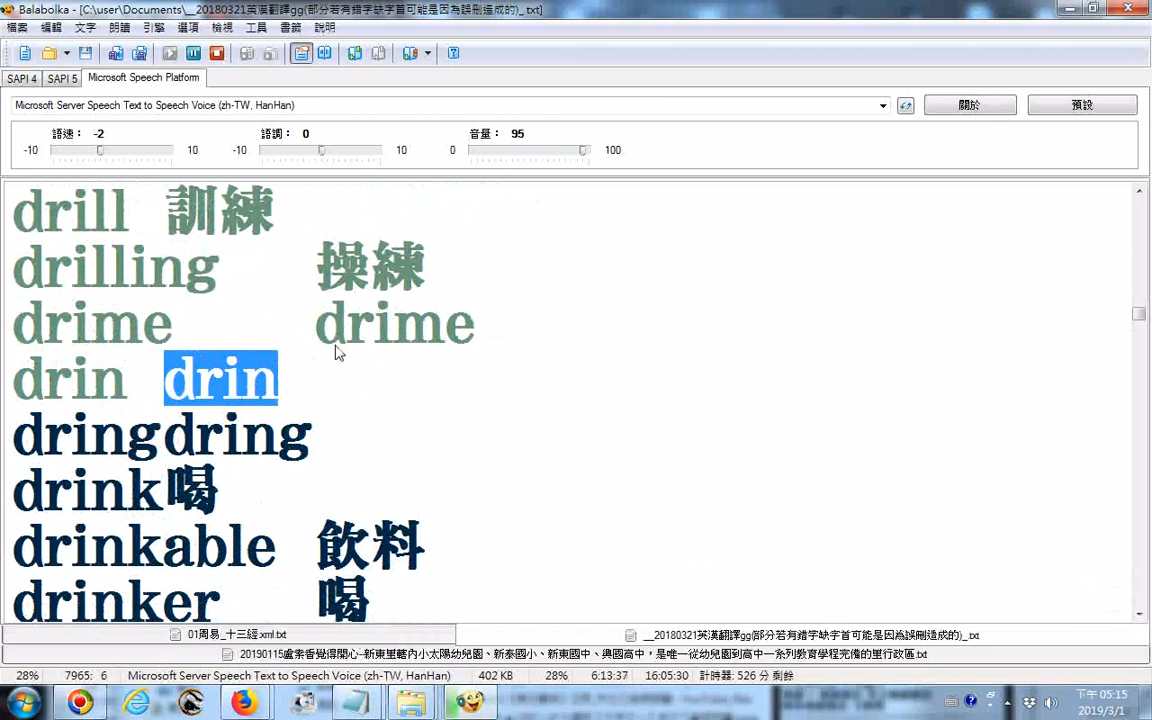 Balabolka - [C:\user\Documents\__20180321英漢翻譯gg(部分若有錯字缺字首可能是因為誤刪造成的)_.txt]
檔案 編輯 文字 朗讀 引擎 選項 檢視 工具 書籤 說明
SAPI 4 SAPI 5 Microsoft Speech Platform
Microsoft Server Speech Text to Speech Voice (zh-TW, HanHan) 關於 預設
語速： -2 語調： 0 音量： 95
-10 10 -10 10 0 100
drill 訓練
drilling 操練
drime drime
drin drin
dringdring
drink喝
drinkable 飲料
drinker 喝
01周易_十三經.xml.txt __20180321英漢翻譯gg(部分若有錯字缺字首可能是因為誤刪造成的)_.txt
20190115盧素香覺得開心-新東里轄內小太陽幼兒園、新泰國小、新東國中、興國高中，是唯一從幼兒園到高中一系列教育學程完備的里行政區.txt
28% 7965: 6 Microsoft Server Speech Text to Speech Voice (zh-TW, HanHan) 402 KB 28% 6:13:37 16:05:30 計時器： 526 分 剩餘
下午 05:15
2019/3/1